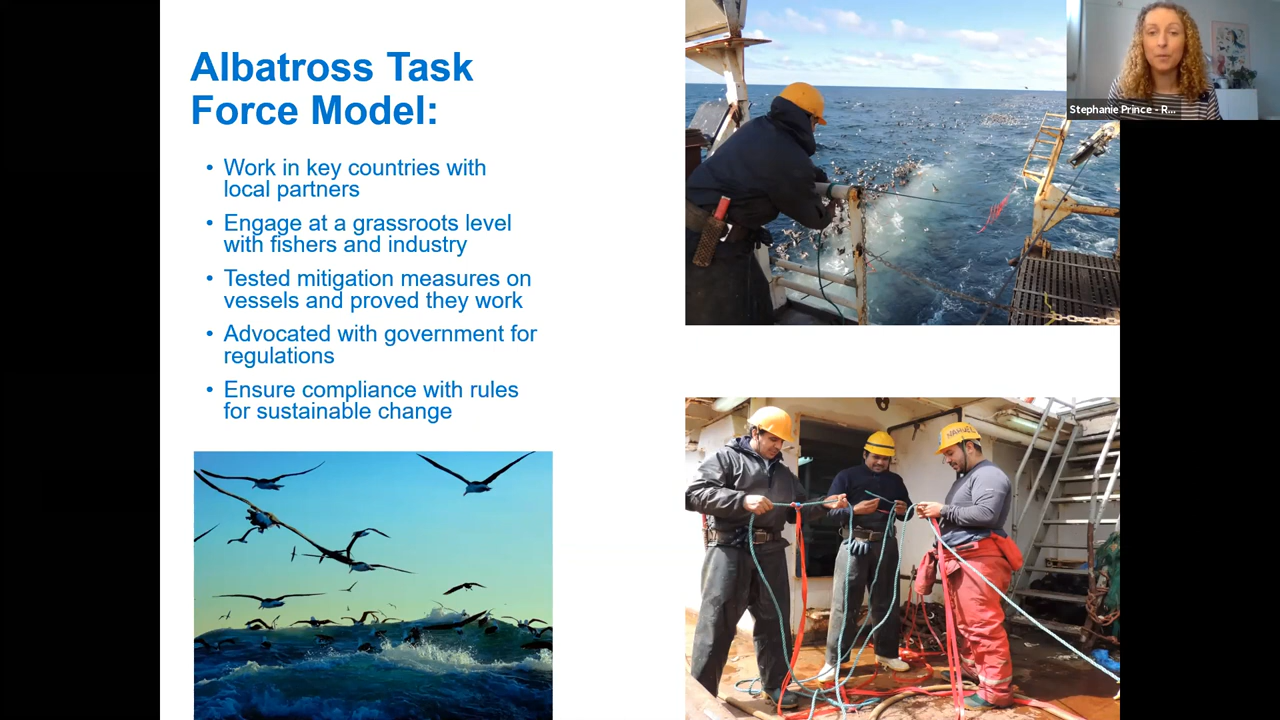 Albatross Task
Force Model:
• Work in key countries with
local partners
• Engage at a grassroots level
with fishers and industry
• Tested mitigation measures on
vessels and proved they work
• Advocated with government for
regulations
• Ensure compliance with rules
for sustainable change
Stephanie Prince - R...